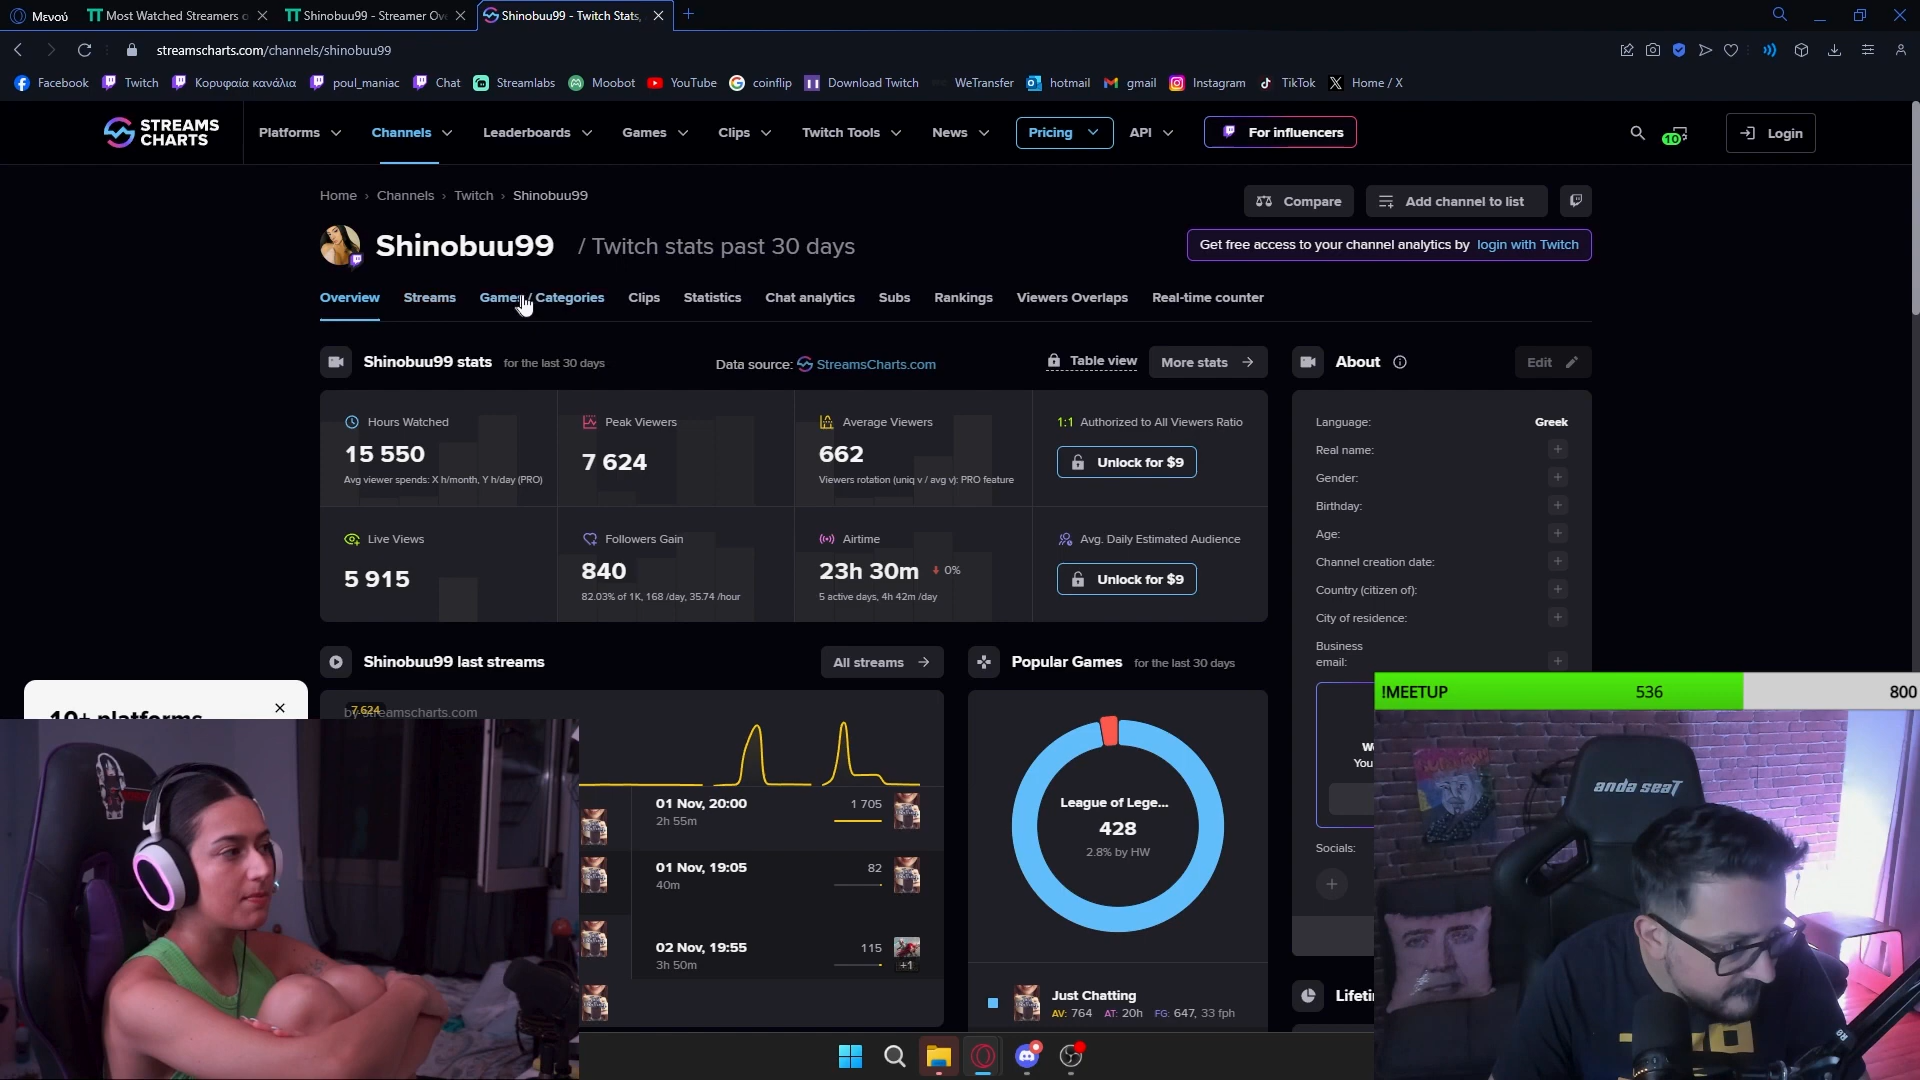 Μενού
Most Watched Streamers o
Shinobuu99 - Streamer Ov
Shinobuu99 - Twitch Stats,
streamscharts.com/channels/shinobuu99
Facebook
Twitch
Κορυφαία κανάλια
poul_maniac
Chat
Streamlabs
Moobot
YouTube
coinflip
Download Twitch
WeTransfer
hotmail
gmail
Instagram
TikTok
Home / X
STREAMS CHARTS
Platforms
Channels
Leaderboards
Games
Clips
Twitch Tools
News
Pricing
API
For influencers
10
Login
Home › Channels › Twitch › Shinobuu99
Compare
Add channel to list
Shinobuu99 / Twitch stats past 30 days
Get free access to your channel analytics by login with Twitch
Overview
Streams
Games / Categories
Clips
Statistics
Chat analytics
Subs
Rankings
Viewers Overlaps
Real-time counter
Shinobuu99 stats for the last 30 days
Data source: StreamsCharts.com
Table view
More stats
Hours Watched
15 550
Avg viewer spends: X h/month, Y h/day (PRO)
Peak Viewers
7 624
Average Viewers
662
Viewers rotation (uniq v / avg v): PRO feature
1:1 Authorized to All Viewers Ratio
Unlock for $9
Live Views
5 915
Followers Gain
840
82.03% of 1K, 168 /day, 35.74 /hour
Airtime
23h 30m 0%
5 active days, 4h 42m /day
Avg. Daily Estimated Audience
Unlock for $9
About
Edit
Language: Greek
Real name:
Gender:
Birthday:
Age:
Channel creation date:
Country (citizen of):
City of residence:
Business email:
Socials:
Shinobuu99 last streams
All streams
by streamscharts.com
7 624
01 Nov, 20:00 1 705
2h 55m
01 Nov, 19:05 82
40m
02 Nov, 19:55 115
3h 50m +1
Popular Games for the last 30 days
League of Lege...
428
2.8% by HW
Just Chatting
AV: 764 AT: 20h FG: 647, 33 fph
10+ platforms
!MEETUP 536 800
You
Lifeti
anda seaT